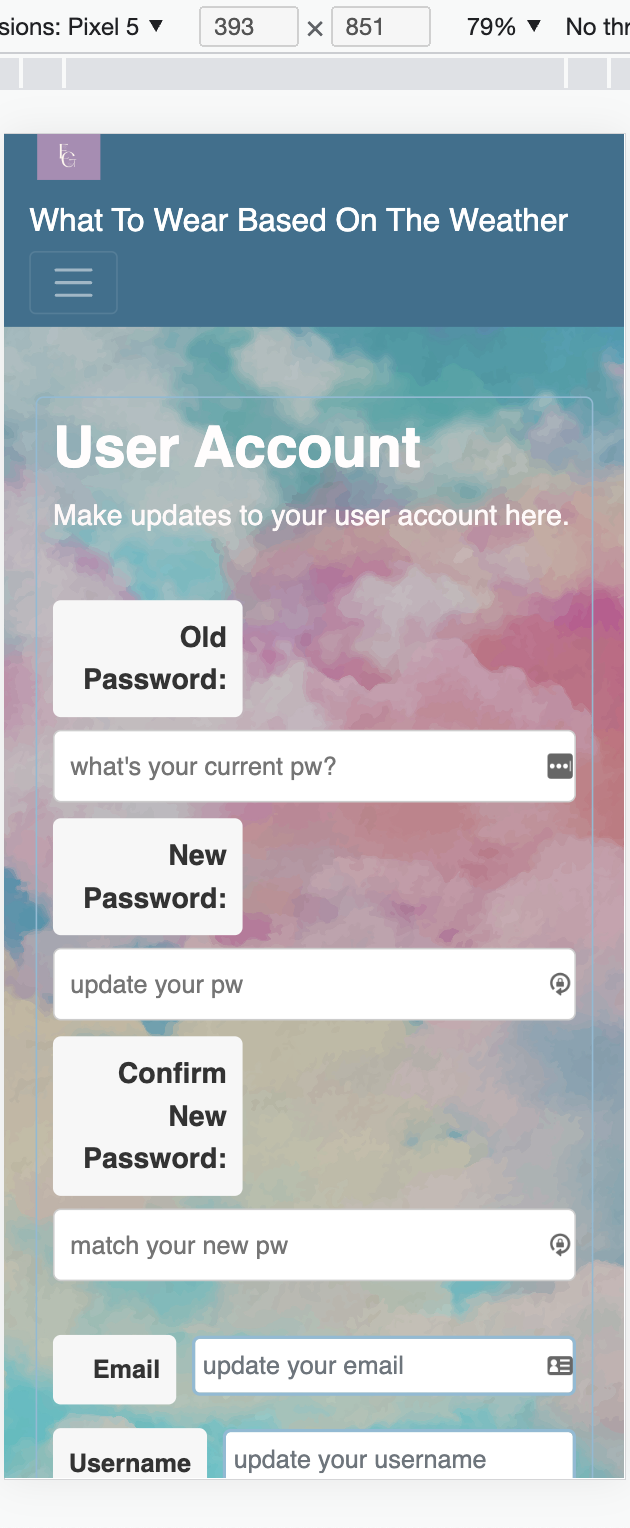 sions: Pixel 5 ▼ 393 × 851 79% ▼ No thr
FG
What To Wear Based On The Weather
User Account
Make updates to your user account here.
Old
Password:
what's your current pw?
New
Password:
update your pw
Confirm
New
Password:
match your new pw
Email update your email
Username update your username